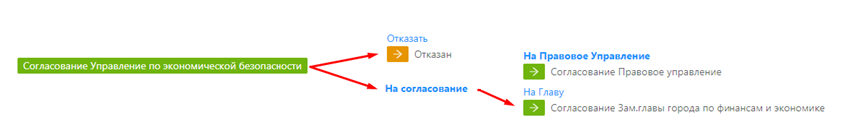 Согласование Управление по экономической безопасности
Отказать
Отказан
На согласование
На Правовое Управление
Согласование Правовое управление
На Главу
Согласование Зам.главы города по финансам и экономике